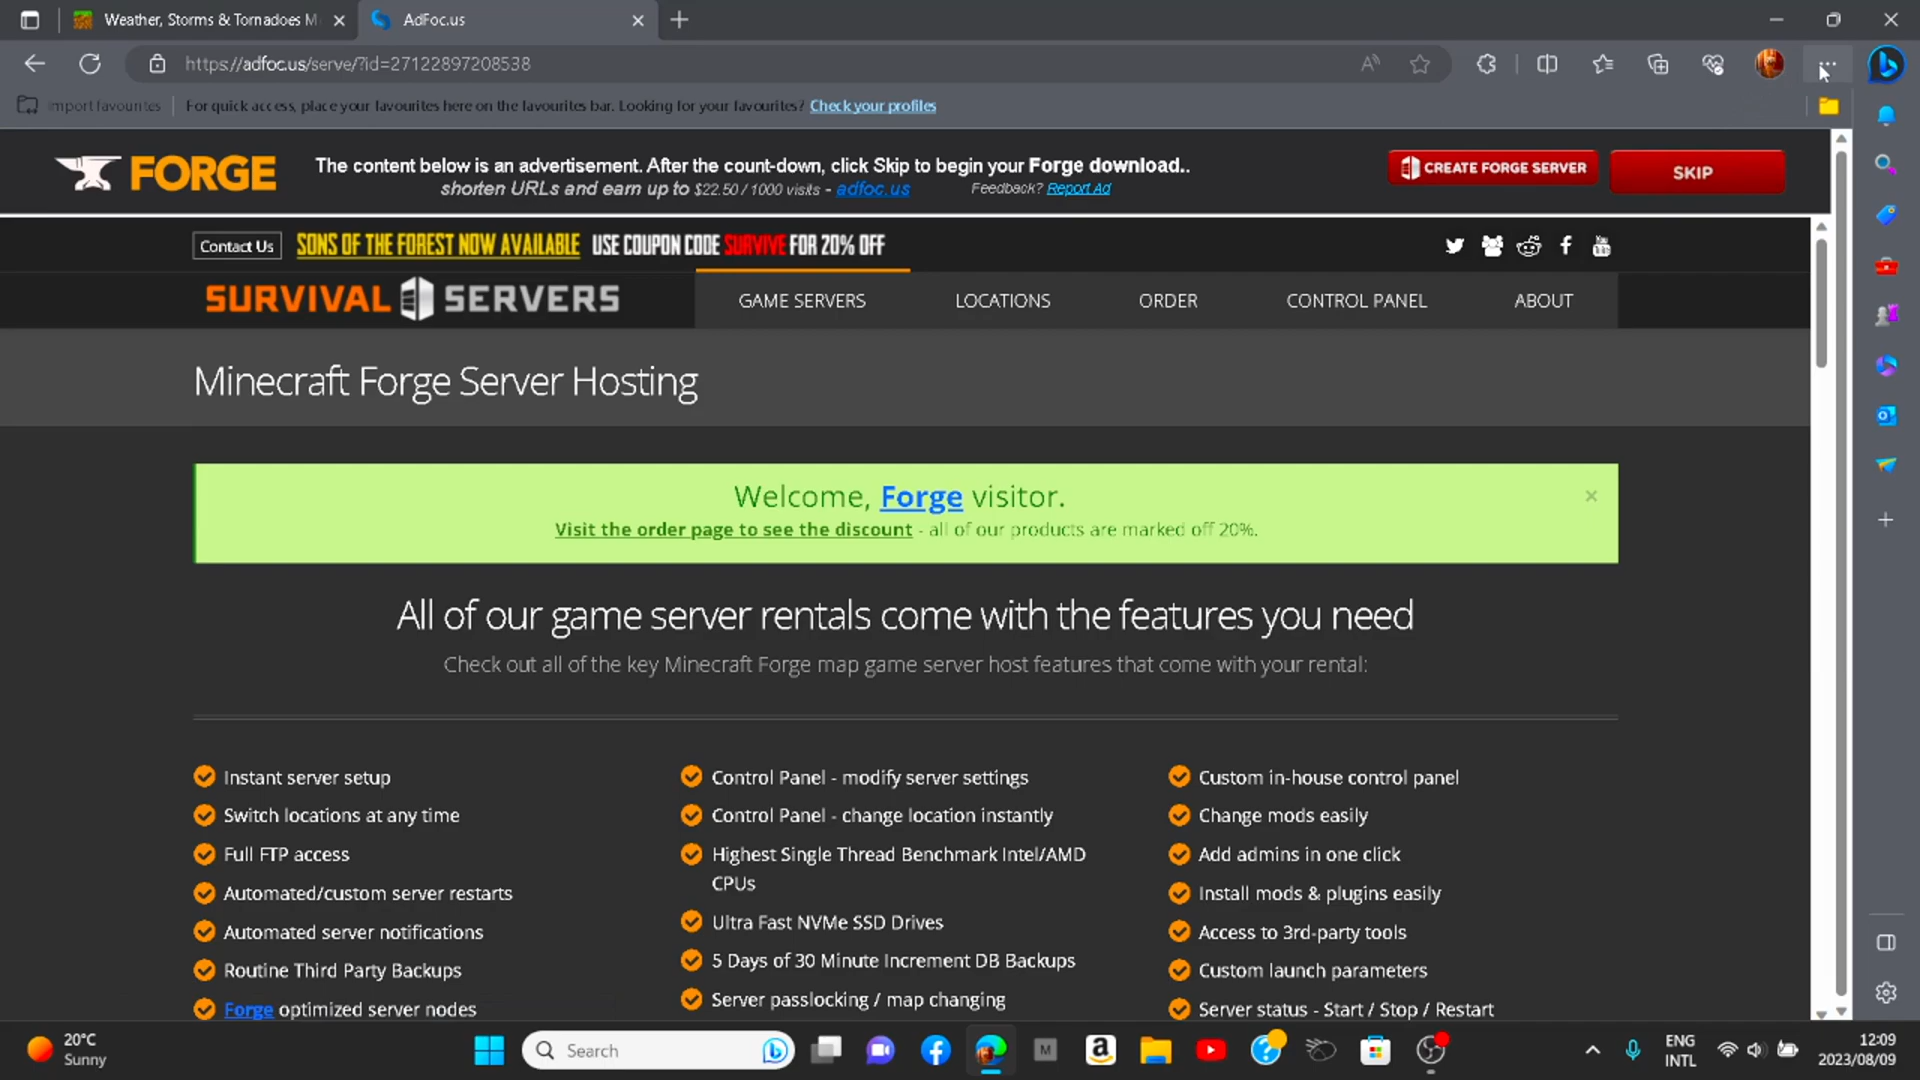 Weather, Storms & Tornadoes M
AdFoc.us
https://adfoc.us/serve/?id=27122897208538
Import favourites
For quick access, place your favourites here on the favourites bar. Looking for your favourites? Check your profiles
FORGE
The content below is an advertisement. After the count-down, click Skip to begin your Forge download..
shorten URLs and earn up to $22.50 / 1000 visits - adfoc.us
Feedback? Report Ad
CREATE FORGE SERVER
SKIP
Contact Us
SONS OF THE FOREST NOW AVAILABLE USE COUPON CODE SURVIVE FOR 20% OFF
SURVIVAL SERVERS
GAME SERVERS
LOCATIONS
ORDER
CONTROL PANEL
ABOUT
Minecraft Forge Server Hosting
Welcome, Forge visitor.
Visit the order page to see the discount - all of our products are marked off 20%.
All of our game server rentals come with the features you need
Check out all of the key Minecraft Forge map game server host features that come with your rental:
Instant server setup
Switch locations at any time
Full FTP access
Automated/custom server restarts
Automated server notifications
Routine Third Party Backups
Forge optimized server nodes
Control Panel - modify server settings
Control Panel - change location instantly
Highest Single Thread Benchmark Intel/AMD
CPUs
Ultra Fast NVMe SSD Drives
5 Days of 30 Minute Increment DB Backups
Server passlocking / map changing
Custom in-house control panel
Change mods easily
Add admins in one click
Install mods & plugins easily
Access to 3rd-party tools
Custom launch parameters
Server status - Start / Stop / Restart
20°C
Sunny
Search
ENG
INTL
12:09
2023/08/09